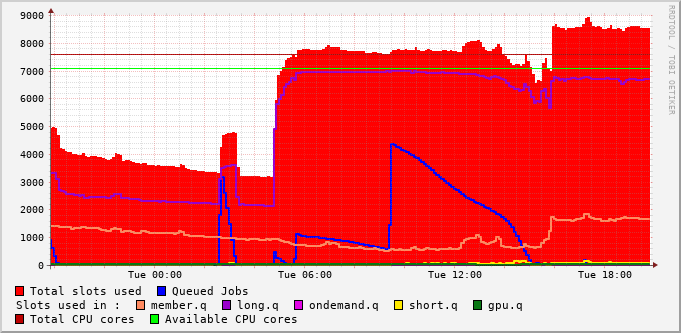 RRDTOOL / TOBI OETIKER
9000
8000
7000
6000
5000
4000
3000
2000
1000
0
Tue 00:00 Tue 06:00 Tue 12:00 Tue 18:00
Total slots used Queued Jobs
Slots used in : member.q long.q ondemand.q short.q gpu.q
Total CPU cores Available CPU cores